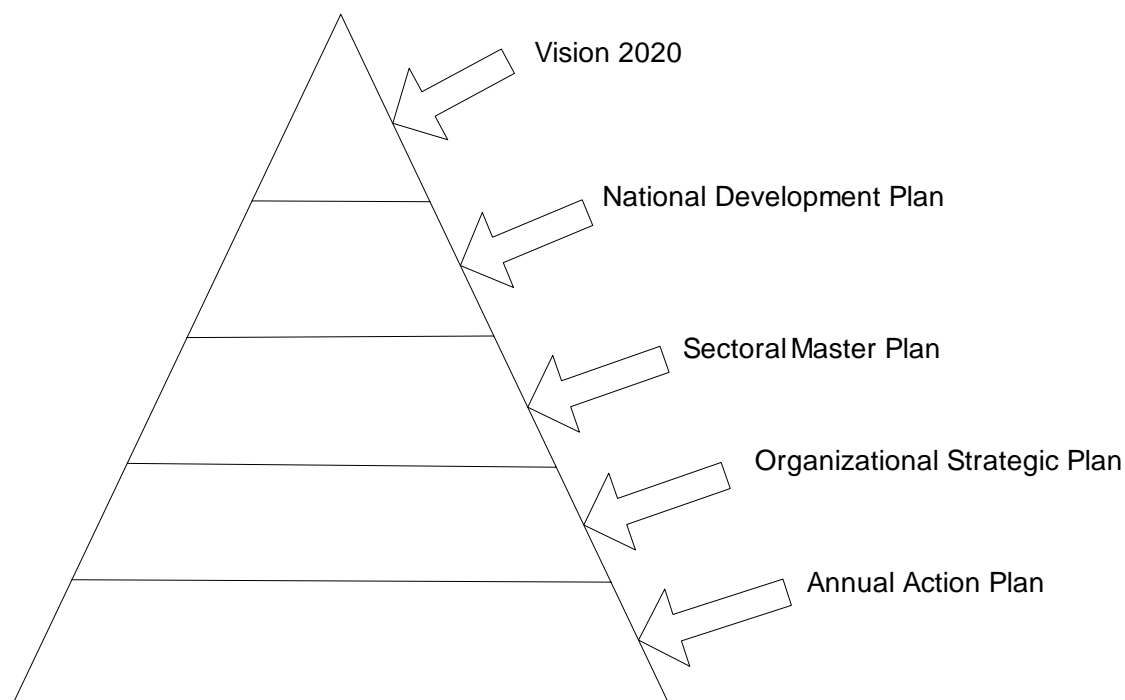 Vision 2020
National Development Plan
Sectoral Master Plan
Organizational Strategic Plan
Annual Action Plan